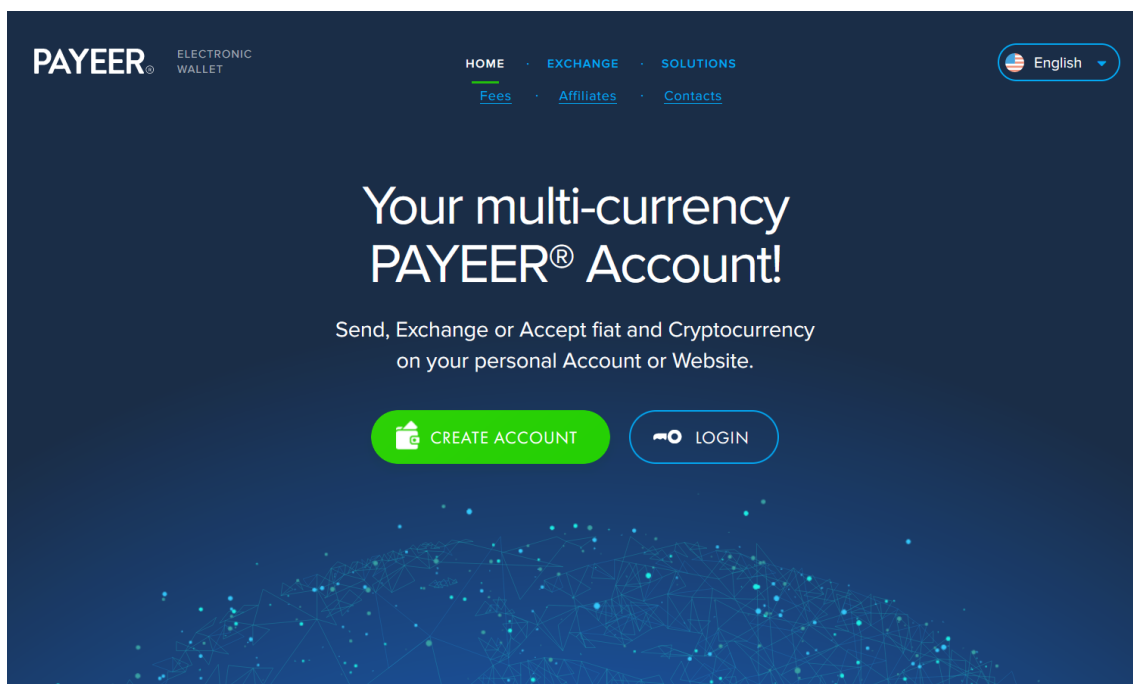 PAYEER®
ELECTRONIC
WALLET
HOME · EXCHANGE · SOLUTIONS
Fees · Affiliates · Contacts
English
Your multi-currency
PAYEER® Account!
Send, Exchange or Accept fiat and Cryptocurrency
on your personal Account or Website.
CREATE ACCOUNT
LOGIN